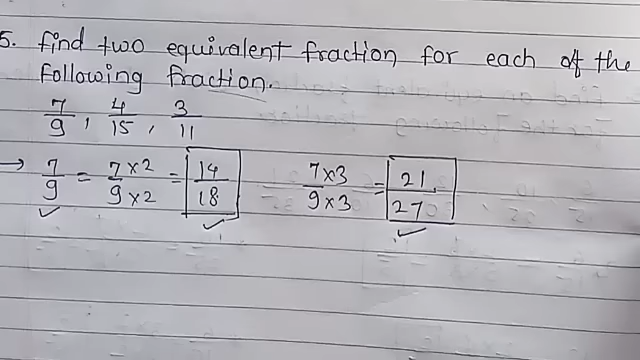 5. find two equivalent fraction for each of the
following fraction.
7/9, 4/15, 3/11
→ 7/9 = 7×2/9×2 = 14/18 7×3/9×3 = 21/27